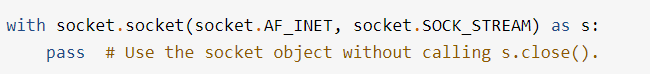 with socket.socket(socket.AF_INET, socket.SOCK_STREAM) as s:
    pass  # Use the socket object without calling s.close().